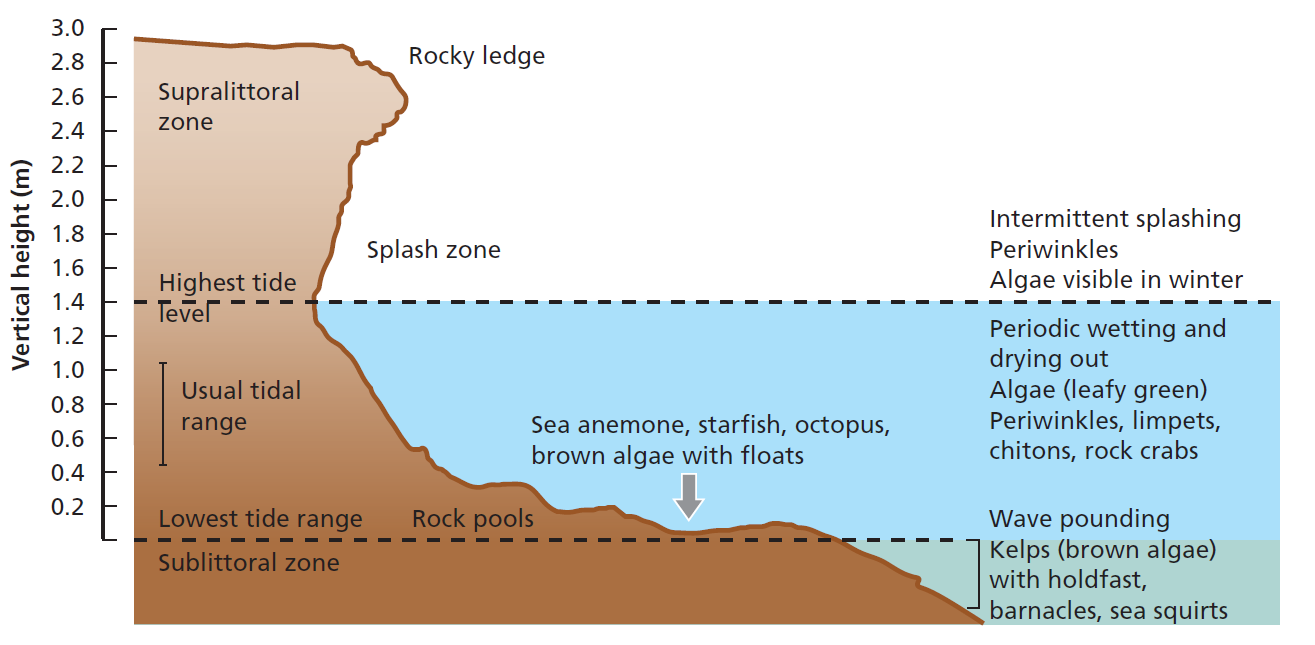 Vertical height (m)
3.0
2.8
2.6
2.4
2.2
2.0
1.8
1.6
1.4
1.2
1.0
0.8
0.6
0.4
0.2
Rocky ledge
Supralittoral
zone
Splash zone
Highest tide
level
Usual tidal
range
Sea anemone, starfish, octopus,
brown algae with floats
Lowest tide range
Rock pools
Sublittoral zone
Intermittent splashing
Periwinkles
Algae visible in winter
Periodic wetting and
drying out
Algae (leafy green)
Periwinkles, limpets,
chitons, rock crabs
Wave pounding
Kelps (brown algae)
with holdfast,
barnacles, sea squirts